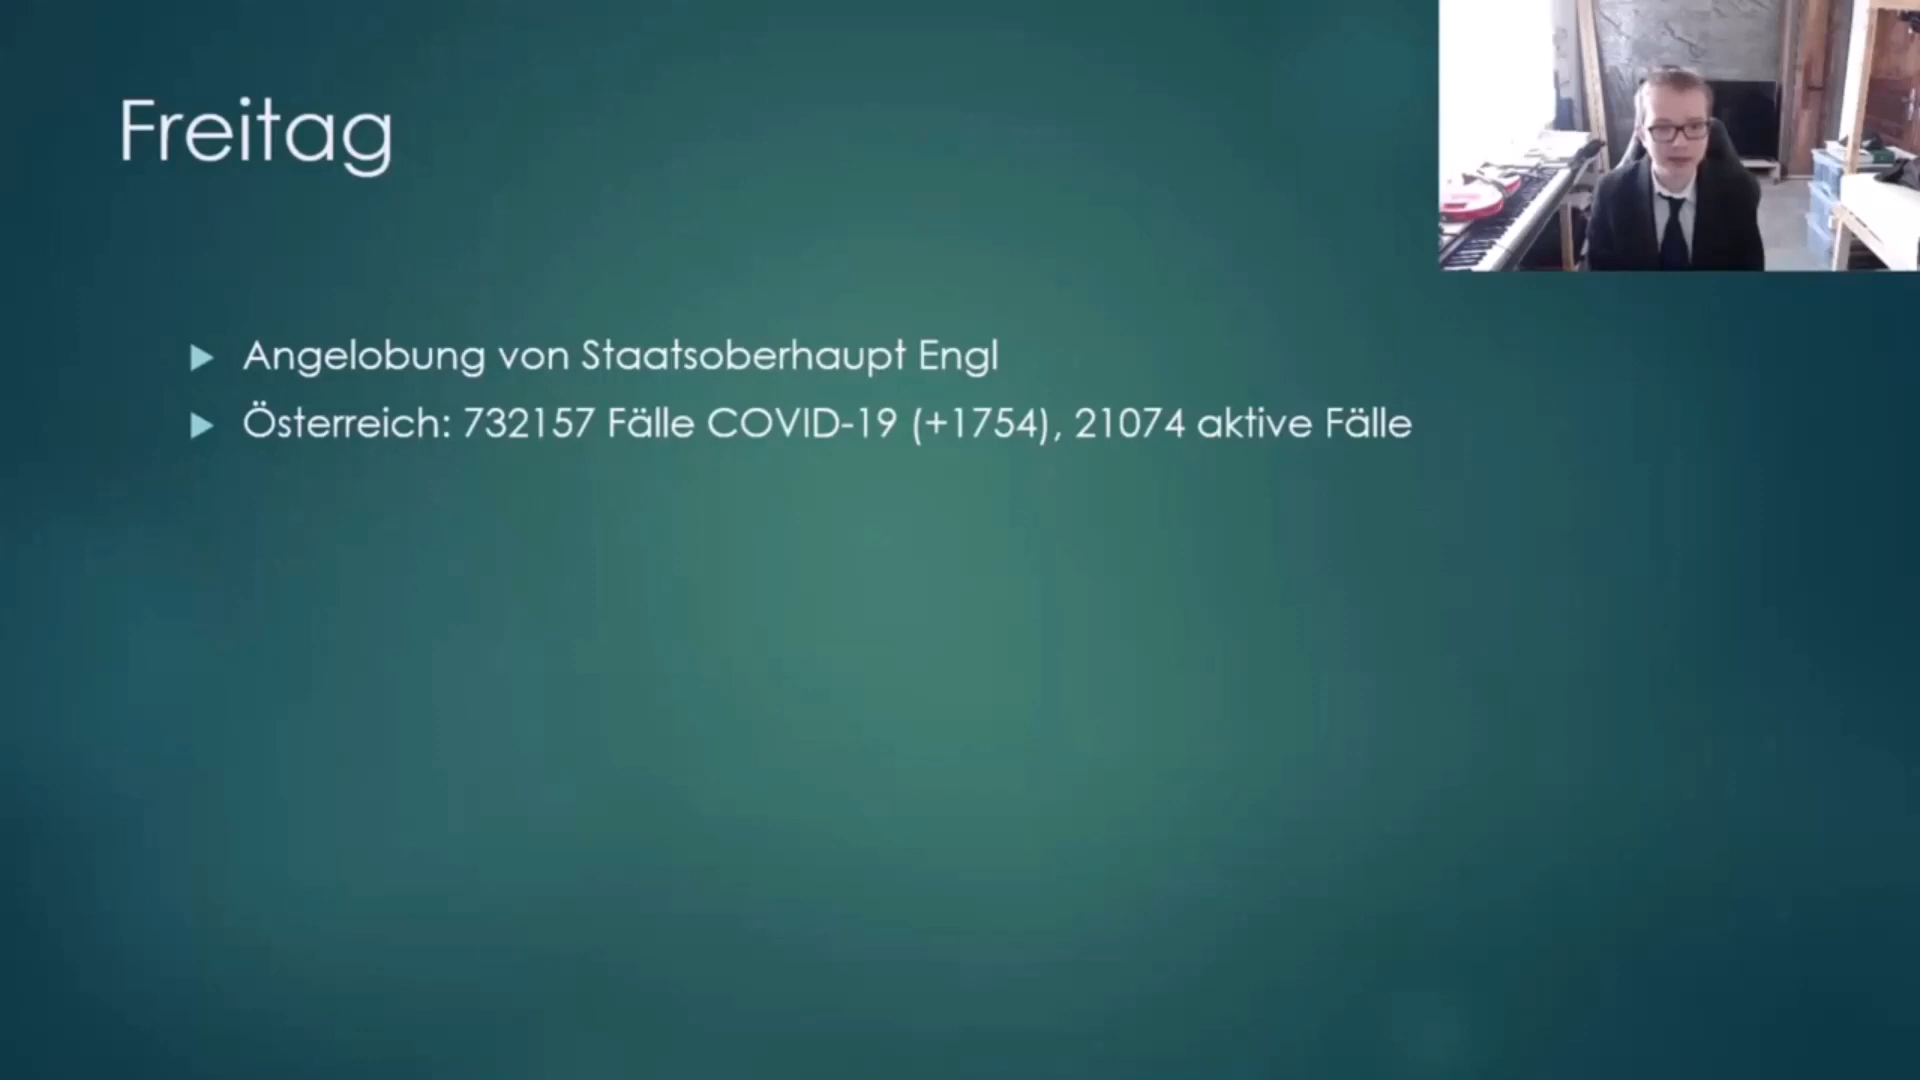 Freitag
Angelobung von Staatsoberhaupt Engl
Österreich: 732157 Fälle COVID-19 (+1754), 21074 aktive Fälle